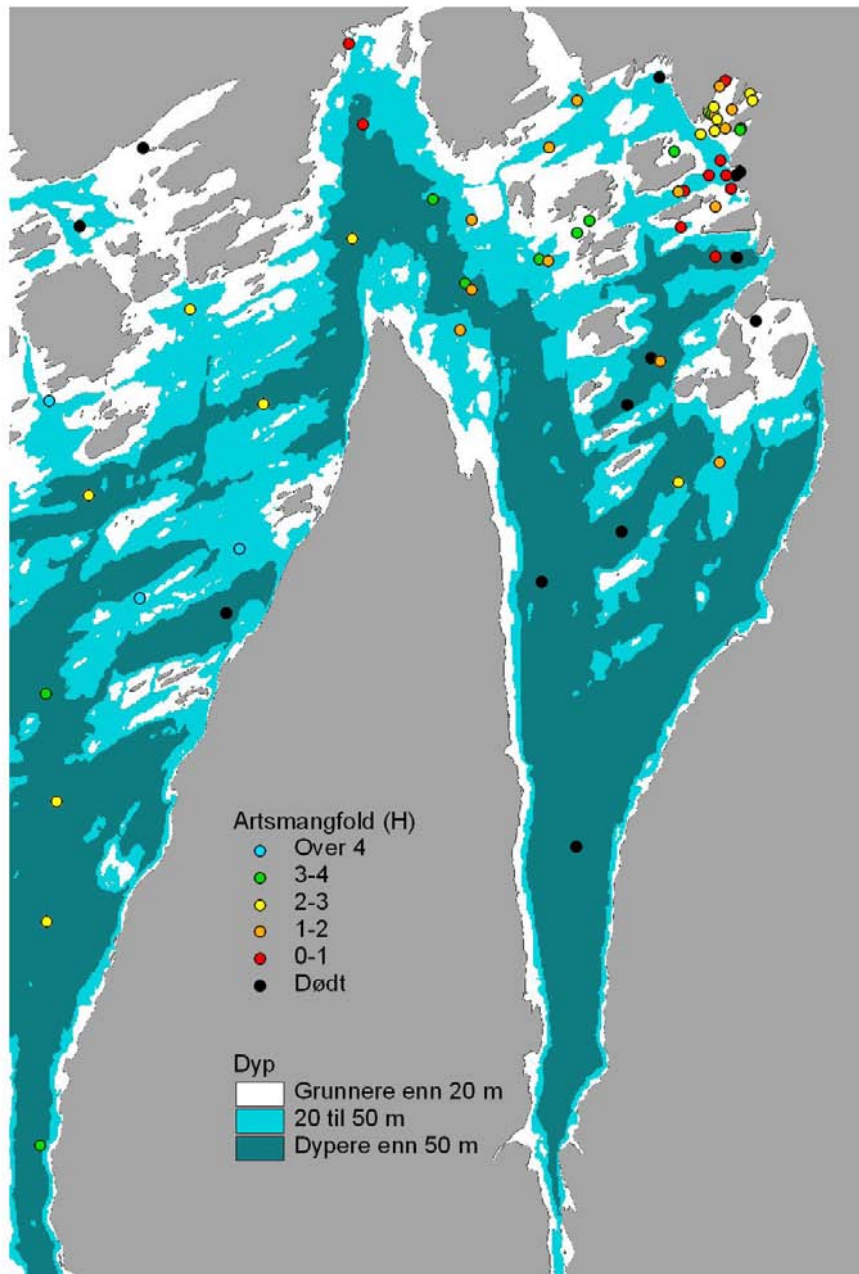 Artsmangfold (H)
Over 4
3-4
2-3
1-2
0-1
Dødt
Dyp
Grunnere enn 20 m
20 til 50 m
Dypere enn 50 m